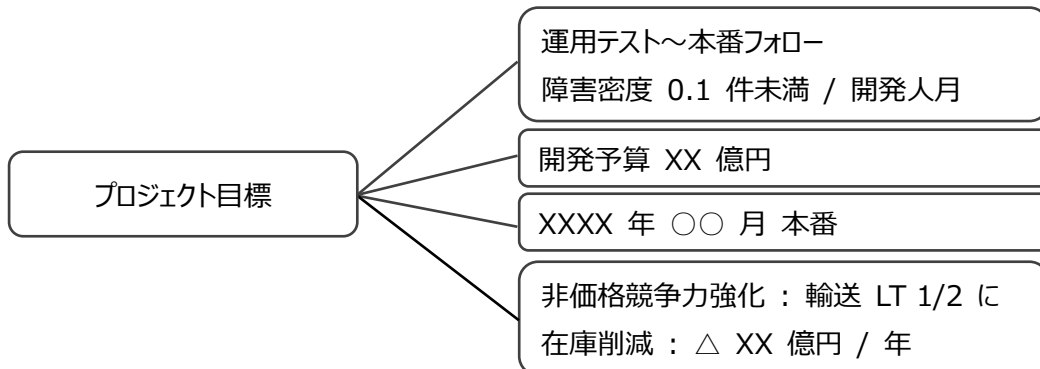 運用テスト～本番フォロー
障害密度 0.1 件未満 / 開発人月
開発予算 XX 億円
プロジェクト目標
XXXX 年 ○○ 月 本番
非価格競争力強化 : 輸送 LT 1/2 に
在庫削減 : △ XX 億円 / 年